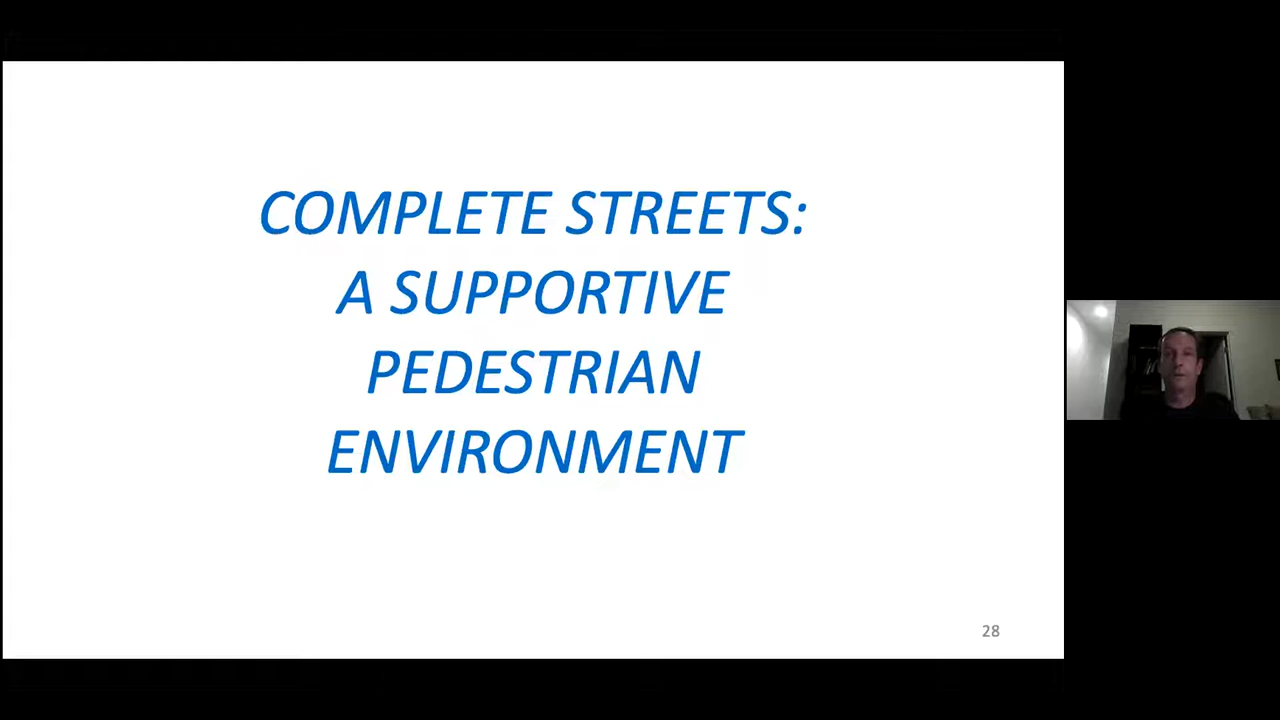 COMPLETE STREETS:
A SUPPORTIVE
PEDESTRIAN
ENVIRONMENT
28